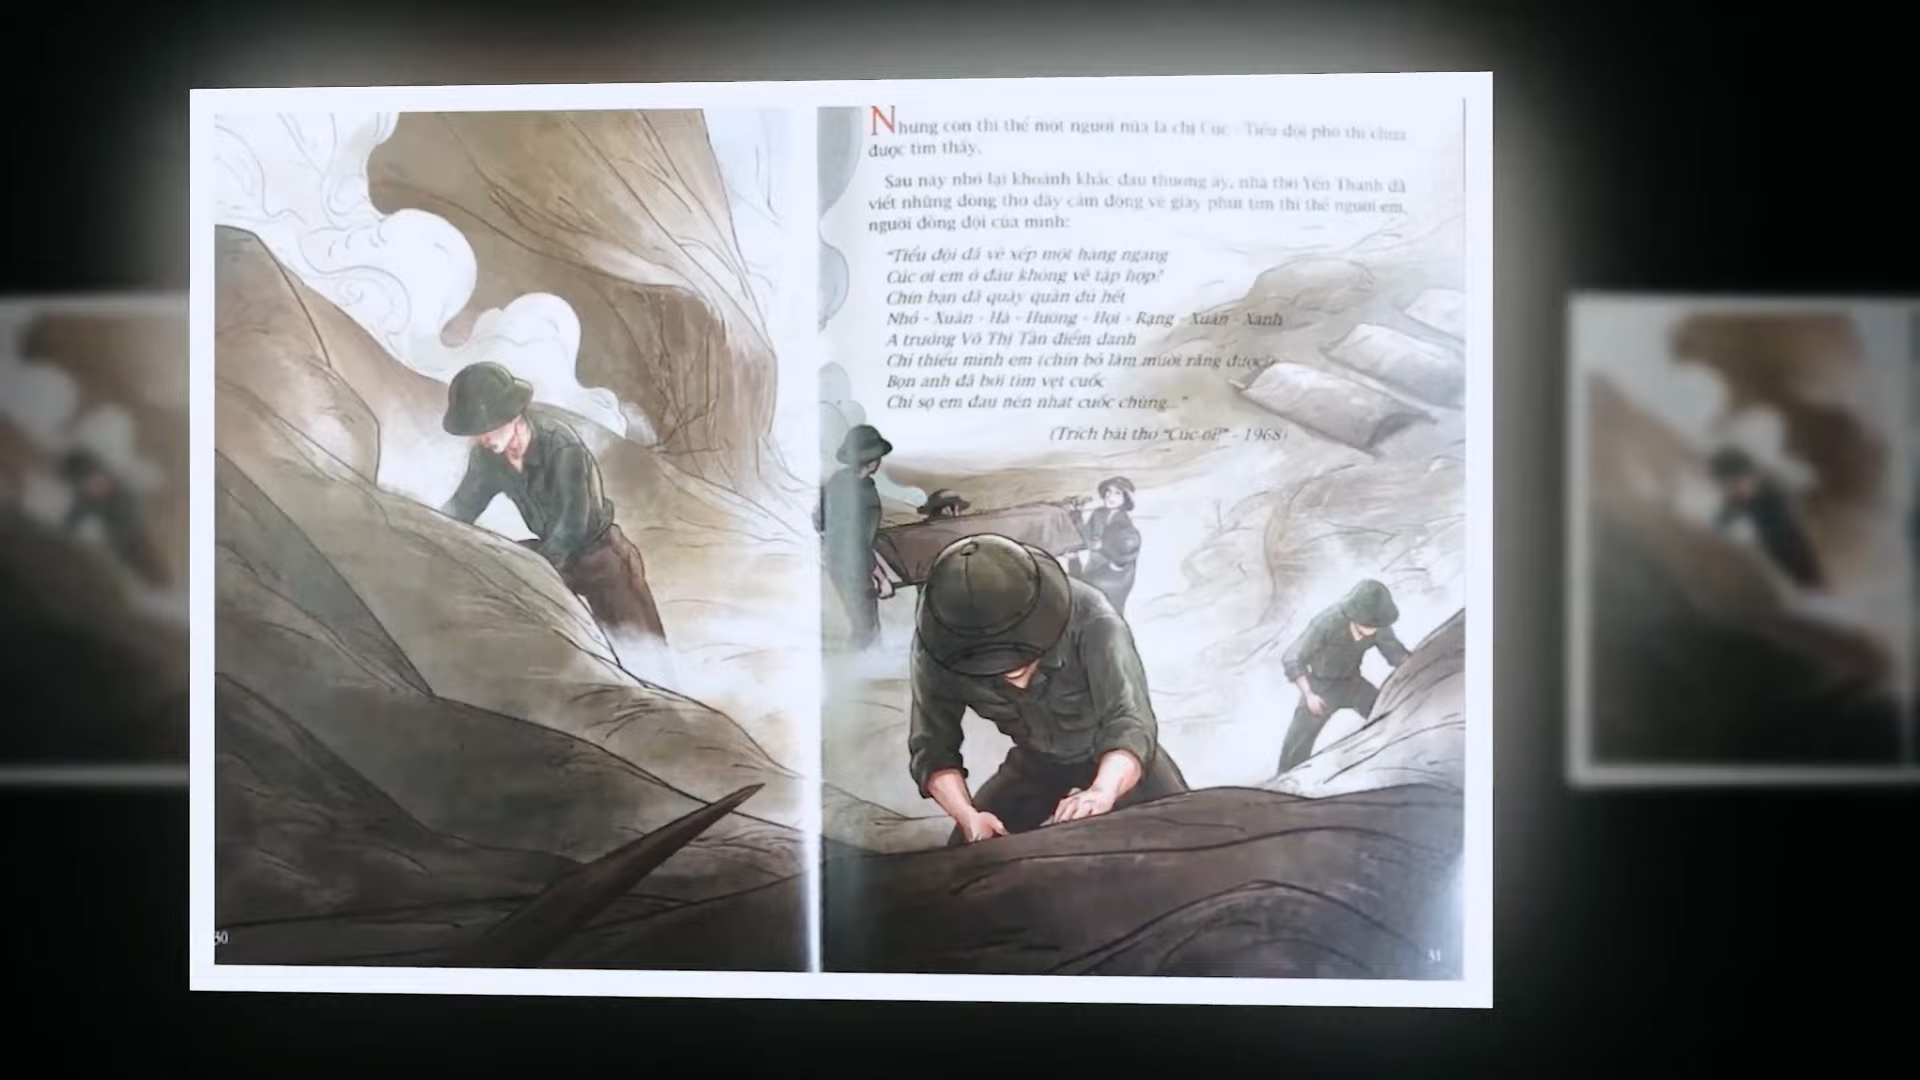 Nhưng còn thi thể một người nữa là chị Cúc - Tiểu đội phó thì chưa
được tìm thấy.
Sau này nhớ lại khoảnh khắc đau thương ấy, nhà thơ Yến Thanh đã
viết những dòng thơ đầy cảm động về giây phút tìm thi thể người em,
người đồng đội của mình:
"Tiểu đội đã về xếp một hàng ngang
Cúc ơi em ở đâu không về tập hợp?
Chín bạn đã quây quần đủ hết
Nhỏ - Xuân - Hà - Hường - Hợi - Rạng - Xuân - Xanh
A trưởng Võ Thị Tần điểm danh
Chỉ thiếu mình em (chín bỏ làm mười răng được)
Bọn anh đã bới tìm vẹt cuốc
Chỉ sợ em đau nên nhát cuốc chùng..."
(Trích bài thơ "Cúc ơi!" - 1968)
30
31